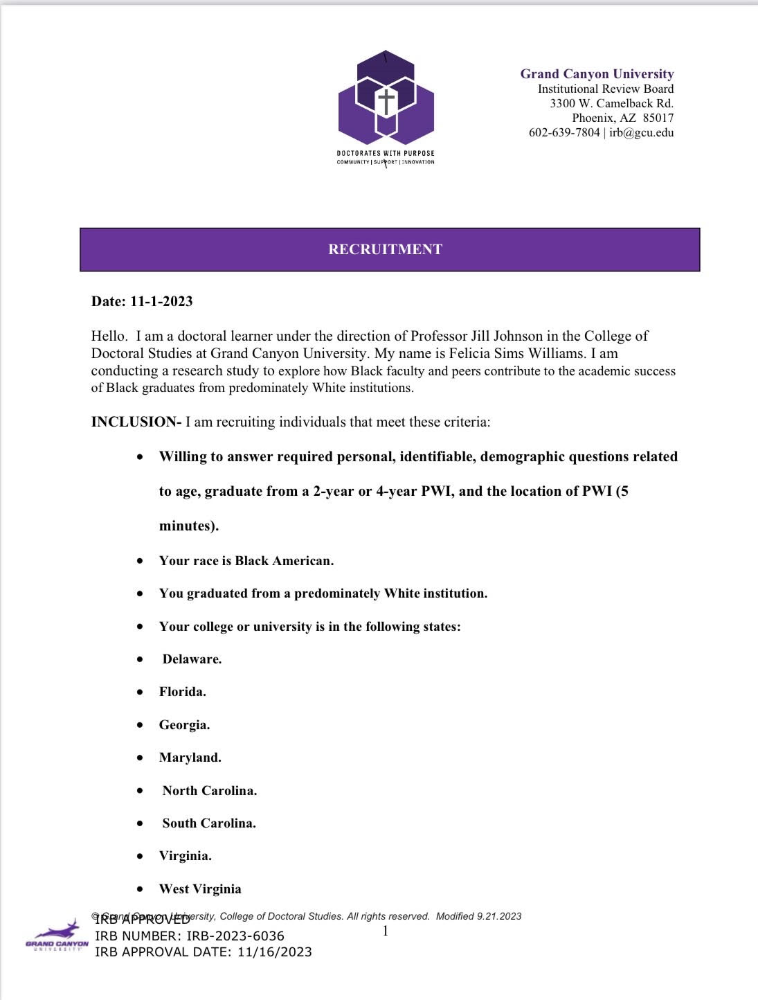 Grand Canyon University
Institutional Review Board
3300 W. Camelback Rd.
Phoenix, AZ  85017
602-639-7804 | irb@gcu.edu
DOCTORATES WITH PURPOSE
COMMUNITY | SUPPORT | INNOVATION
RECRUITMENT
Date: 11-1-2023
Hello.  I am a doctoral learner under the direction of Professor Jill Johnson in the College of
Doctoral Studies at Grand Canyon University. My name is Felicia Sims Williams. I am
conducting a research study to explore how Black faculty and peers contribute to the academic success
of Black graduates from predominately White institutions.
INCLUSION- I am recruiting individuals that meet these criteria:
• Willing to answer required personal, identifiable, demographic questions related
to age, graduate from a 2-year or 4-year PWI, and the location of PWI (5
minutes).
• Your race is Black American.
• You graduated from a predominately White institution.
• Your college or university is in the following states:
• Delaware.
• Florida.
• Georgia.
• Maryland.
• North Carolina.
• South Carolina.
• Virginia.
• West Virginia
© Grand Canyon University, College of Doctoral Studies. All rights reserved.  Modified 9.21.2023
IRB APPROVED
1
IRB NUMBER: IRB-2023-6036
IRB APPROVAL DATE: 11/16/2023
GRAND CANYON
UNIVERSITY